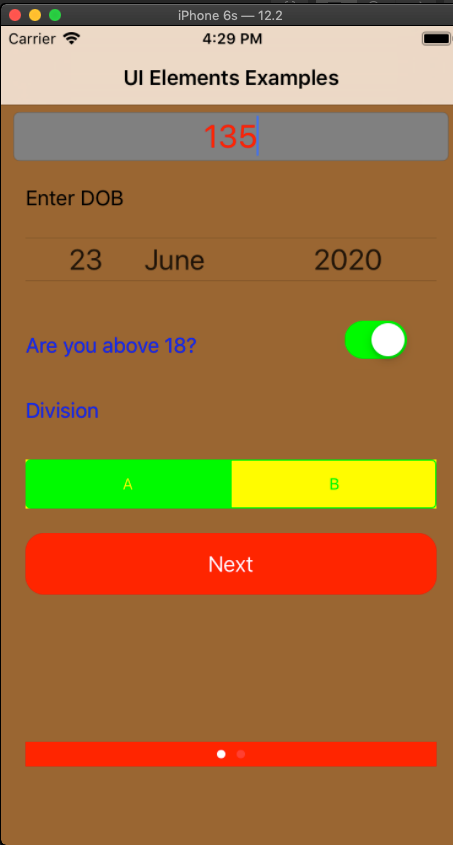 iPhone 6s — 12.2
Carrier 4:29 PM
UI Elements Examples
135
Enter DOB
23 June 2020
Are you above 18?
Division
A B
Next